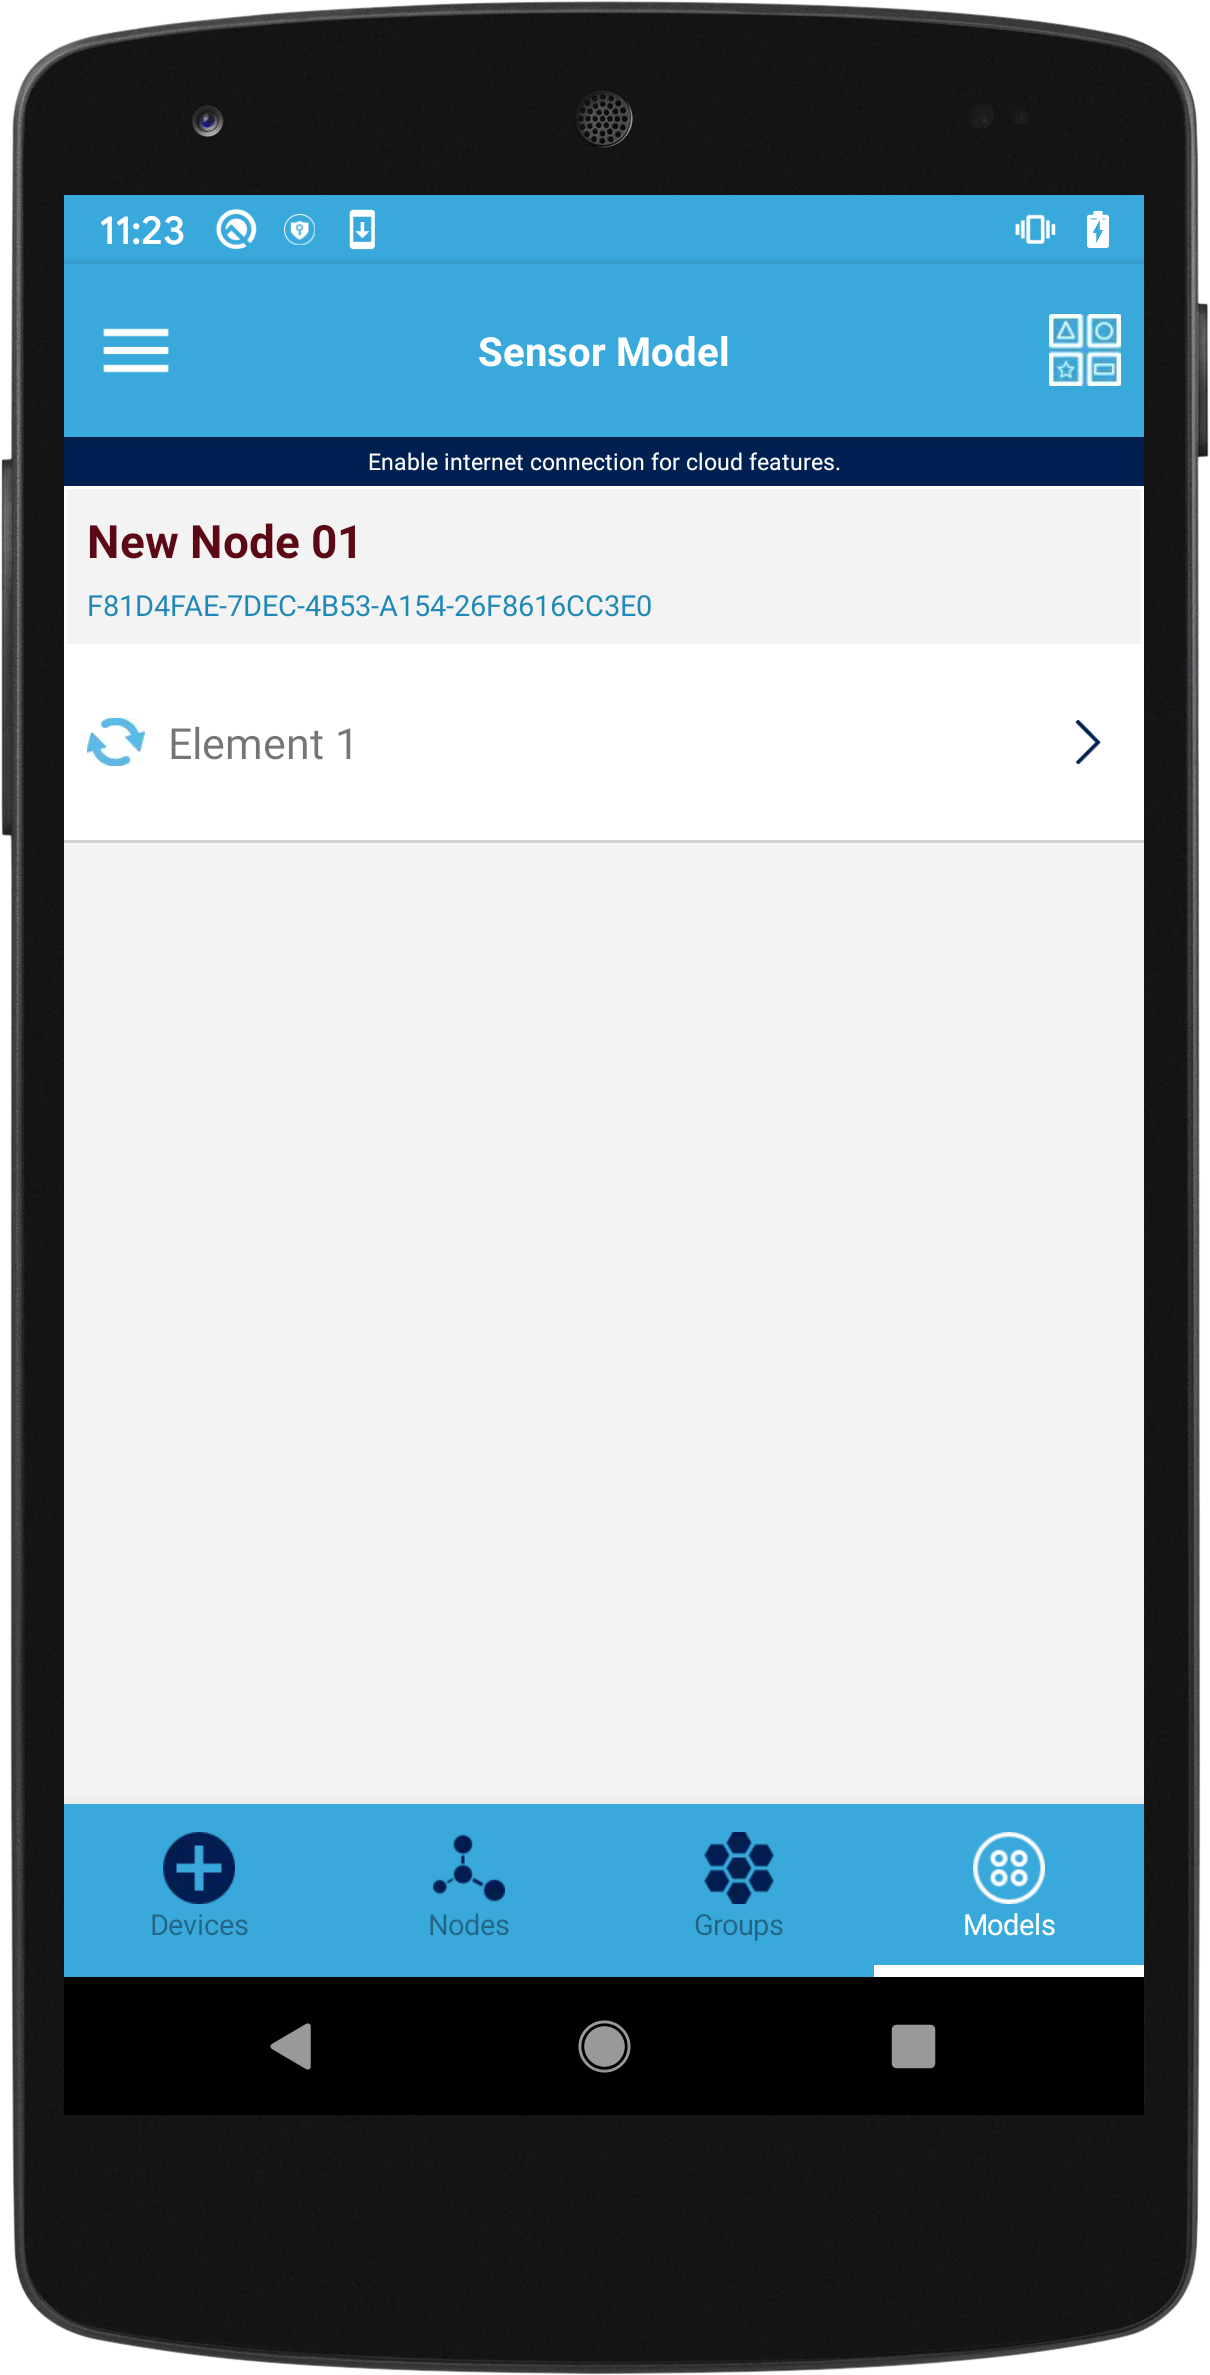 11:23
Sensor Model
Enable internet connection for cloud features.
New Node 01
F81D4FAE-7DEC-4B53-A154-26F8616CC3E0
Element 1
Devices
Nodes
Groups
Models